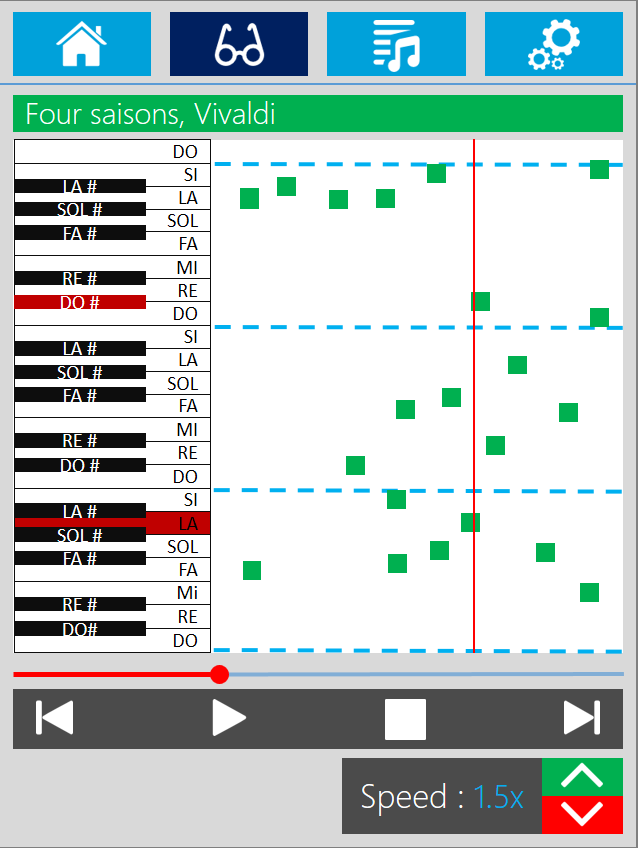 Four saisons, Vivaldi
DO
SI
LA #
LA
SOL #
SOL
FA #
FA
MI
RE #
RE
DO #
DO
SI
LA #
LA
SOL #
SOL
FA #
FA
MI
RE #
RE
DO #
DO
SI
LA #
LA
SOL #
SOL
FA #
FA
Mi
RE #
RE
DO#
DO
Speed : 1.5x